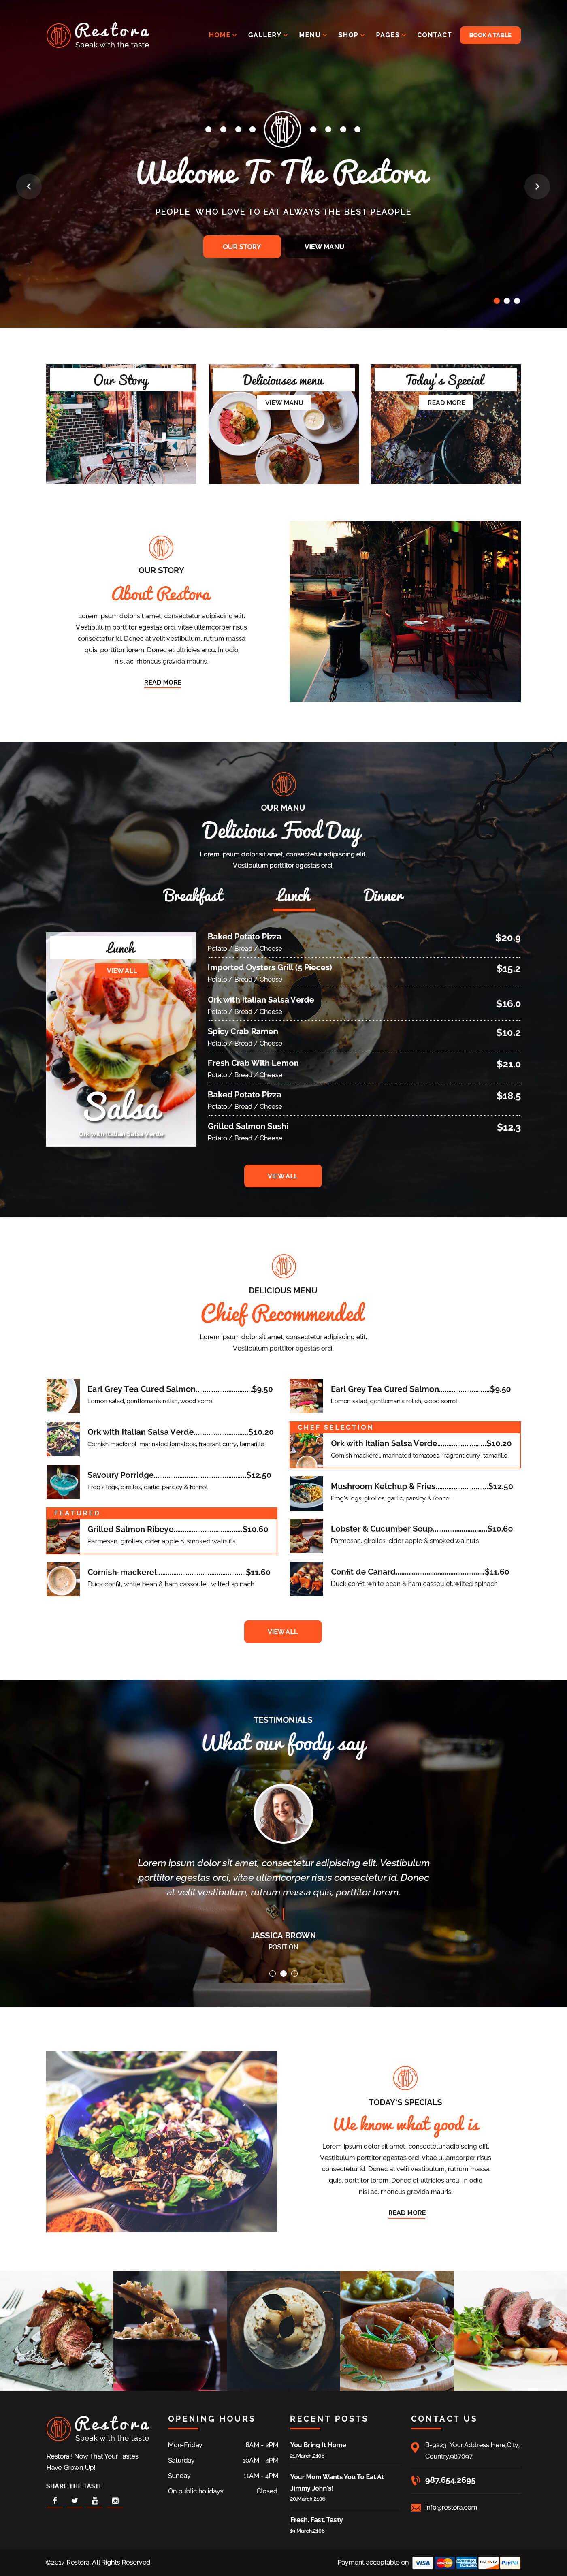 Restora
Speak with the taste
HOME GALLERY MENU SHOP PAGES CONTACT BOOK A TABLE
Welcome To The Restora
PEOPLE WHO LOVE TO EAT ALWAYS THE BEST PEAOPLE
OUR STORY VIEW MANU
Our Story
Deliciouses menu
VIEW MANU
Today's Special
READ MORE
OUR STORY
About Restora
Lorem ipsum dolor sit amet, consectetur adipiscing elit.
Vestibulum porttitor egestas orci, vitae ullamcorper risus
consectetur id. Donec at velit vestibulum, rutrum massa
quis, porttitor lorem. Donec et ultricies arcu. In odio
nisl ac, rhoncus gravida mauris.
READ MORE
OUR MANU
Delicious Food Day
Lorem ipsum dolor sit amet, consectetur adipiscing elit.
Vestibulum porttitor egestas orci.
Breakfast Lunch Dinner
Lunch
VIEW ALL
Salsa
Ork with Italian Salsa Verde
Baked Potato Pizza $20.9
Potato / Bread / Cheese
Imported Oysters Grill (5 Pieces) $15.2
Potato / Bread / Cheese
Ork with Italian Salsa Verde $16.0
Potato / Bread / Cheese
Spicy Crab Ramen $10.2
Potato / Bread / Cheese
Fresh Crab With Lemon $21.0
Potato / Bread / Cheese
Baked Potato Pizza $18.5
Potato / Bread / Cheese
Grilled Salmon Sushi $12.3
Potato / Bread / Cheese
VIEW ALL
DELICIOUS MENU
Chief Recommended
Lorem ipsum dolor sit amet, consectetur adipiscing elit.
Vestibulum porttitor egestas orci.
Earl Grey Tea Cured Salmon..............................$9.50
Lemon salad, gentleman's relish, wood sorrel
Ork with Italian Salsa Verde.............................$10.20
Cornish mackerel, marinated tomatoes, fragrant curry, tamarillo
Savoury Porridge................................................$12.50
Frog's legs, girolles, garlic, parsley & fennel
FEATURED
Grilled Salmon Ribeye....................................$10.60
Parmesan, girolles, cider apple & smoked walnuts
Cornish-mackerel..............................................$11.60
Duck confit, white bean & ham cassoulet, wilted spinach
Earl Grey Tea Cured Salmon...........................$9.50
Lemon salad, gentleman's relish, wood sorrel
CHEF SELECTION
Ork with Italian Salsa Verde..........................$10.20
Cornish mackerel, marinated tomatoes, fragrant curry, tamarillo
Mushroom Ketchup & Fries............................$12.50
Frog's legs, girolles, garlic, parsley & fennel
Lobster & Cucumber Soup............................$10.60
Parmesan, girolles, cider apple & smoked walnuts
Confit de Canard..............................................$11.60
Duck confit, white bean & ham cassoulet, wilted spinach
VIEW ALL
TESTIMONIALS
What our foody say
Lorem ipsum dolor sit amet, consectetur adipiscing elit. Vestibulum
porttitor egestas orci, vitae ullamcorper risus consectetur id. Donec
at velit vestibulum, rutrum massa quis, porttitor lorem.
JASSICA BROWN
POSITION
TODAY'S SPECIALS
We know what good is
Lorem ipsum dolor sit amet, consectetur adipiscing elit.
Vestibulum porttitor egestas orci, vitae ullamcorper risus
consectetur id. Donec at velit vestibulum, rutrum massa
quis, porttitor lorem. Donec et ultricies arcu. In odio
nisl ac, rhoncus gravida mauris.
READ MORE
Restora
Speak with the taste
Restora!! Now That Your Tastes
Have Grown Up!
SHARE THE TASTE
OPENING HOURS
Mon-Friday 8AM - 2PM
Saturday 10AM - 4PM
Sunday 11AM - 4PM
On public holidays Closed
RECENT POSTS
You Bring It Home
21,March,2106
Your Mom Wants You To Eat At
Jimmy John's!
20,March,2106
Fresh. Fast. Tasty
19,March,2106
CONTACT US
B-9223 Your Address Here,City,
Country.987097.
987.654.2695
info@restora.com
©2017 Restora. All Rights Reserved.
Payment acceptable on VISA MasterCard AMERICAN EXPRESS DISCOVER PayPal